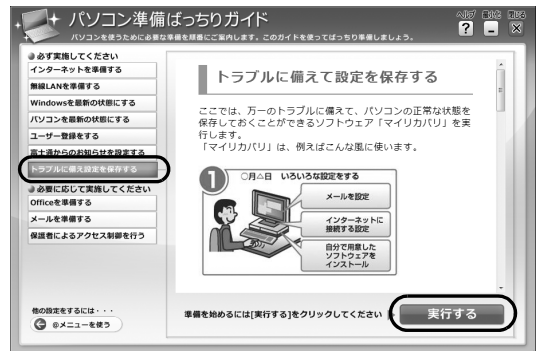 パソコン準備ばっちりガイド
パソコンを使うために必要な準備を順番にご案内します。このガイドを使ってばっちり準備しましょう。
ヘルプ 最小化 閉じる
必ず実施してください
インターネットを準備する
無線LANを準備する
Windowsを最新の状態にする
パソコンを最新の状態にする
ユーザー登録をする
富士通からのお知らせを設定する
トラブルに備え設定を保存する
必要に応じて実施してください
Officeを準備する
メールを準備する
保護者によるアクセス制御を行う
他の設定をするには・・・
@メニューを使う
トラブルに備えて設定を保存する
ここでは、万一のトラブルに備えて、パソコンの正常な状態を
保存しておくことができるソフトウェア「マイリカバリ」を実
行します。
「マイリカバリ」は、例えばこんな風に使います。
1 ○月△日 いろいろな設定をする
メールを設定
インターネットに
接続する設定
自分で用意した
ソフトウェアを
インストール
準備を始めるには[実行する]をクリックしてください
実行する